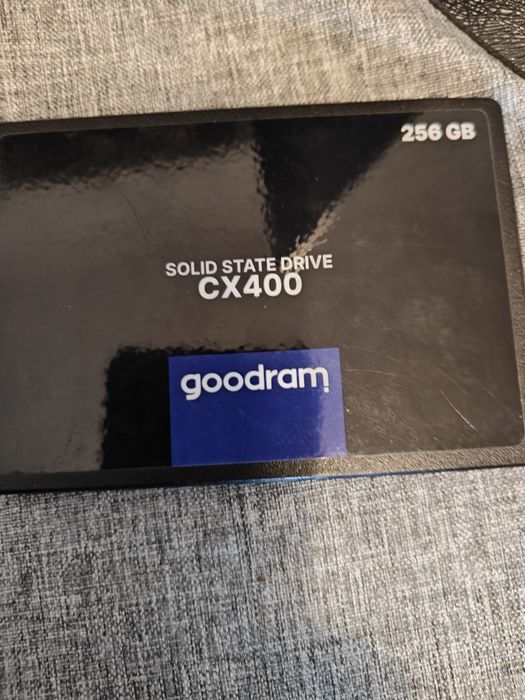 256 GB
SOLID STATE DRIVE
CX400
goodram